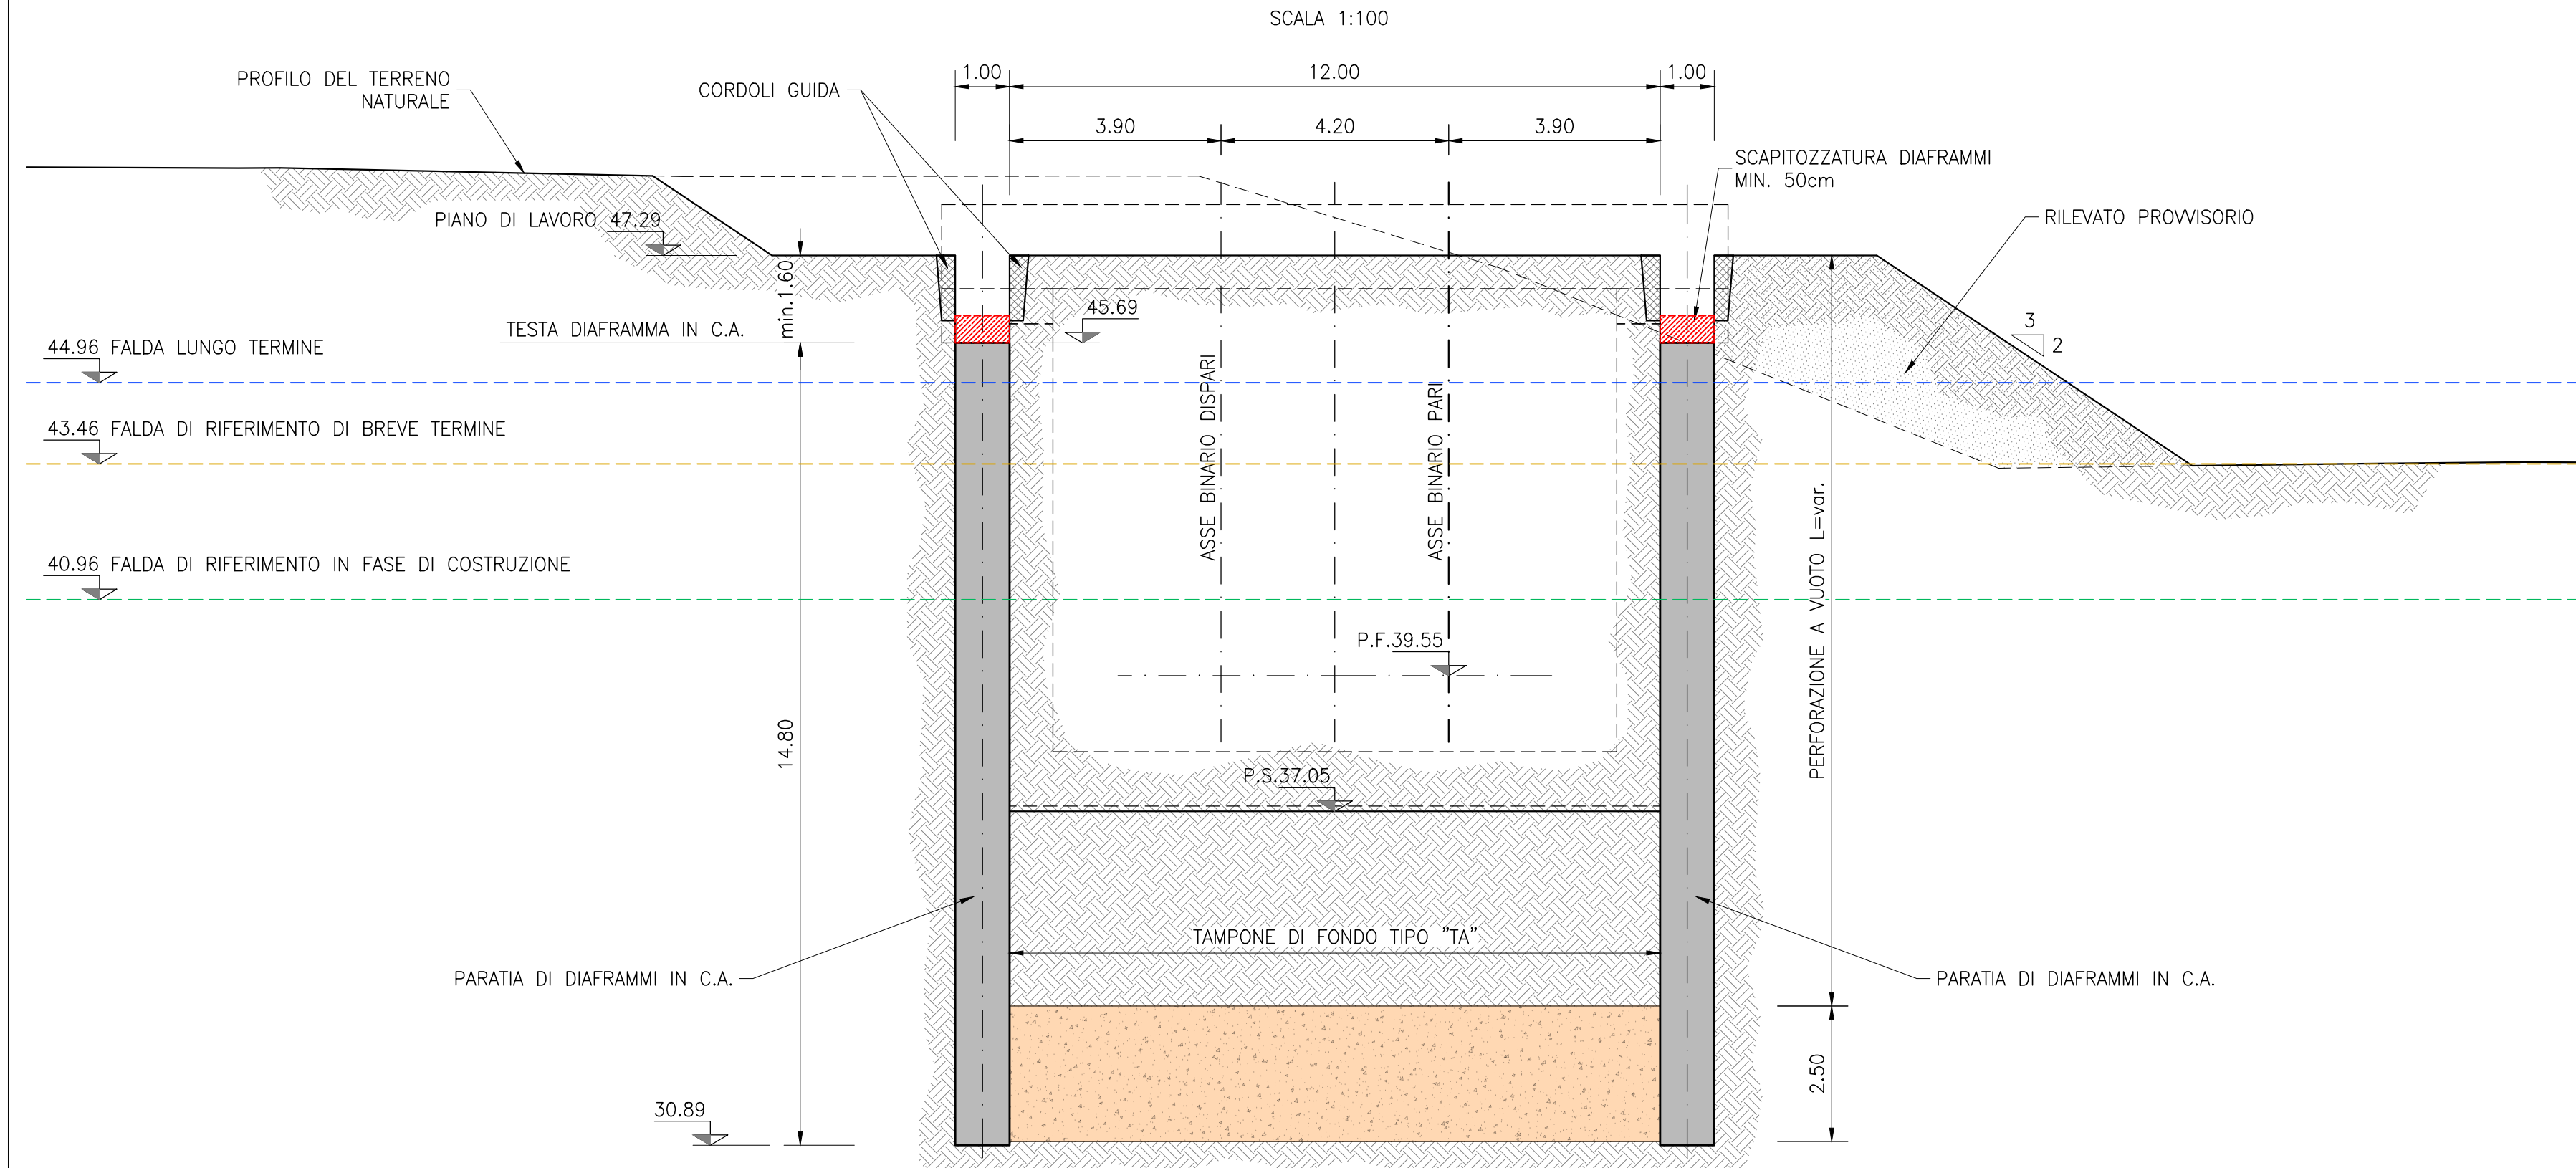 SCALA 1:100
PROFILO DEL TERRENO
NATURALE
CORDOLI GUIDA
1.00
12.00
1.00
3.90
4.20
3.90
SCAPITOZZATURA DIAFRAMMI
MIN. 50cm
PIANO DI LAVORO 47.29
RILEVATO PROVVISORIO
min.1.60
45.69
TESTA DIAFRAMMA IN C.A.
3
2
44.96 FALDA LUNGO TERMINE
43.46 FALDA DI RIFERIMENTO DI BREVE TERMINE
40.96 FALDA DI RIFERIMENTO IN FASE DI COSTRUZIONE
ASSE BINARIO DISPARI
ASSE BINARIO PARI
PERFORAZIONE A VUOTO L=var.
P.F.39.55
14.80
P.S.37.05
TAMPONE DI FONDO TIPO "TA"
PARATIA DI DIAFRAMMI IN C.A.
PARATIA DI DIAFRAMMI IN C.A.
2.50
30.89